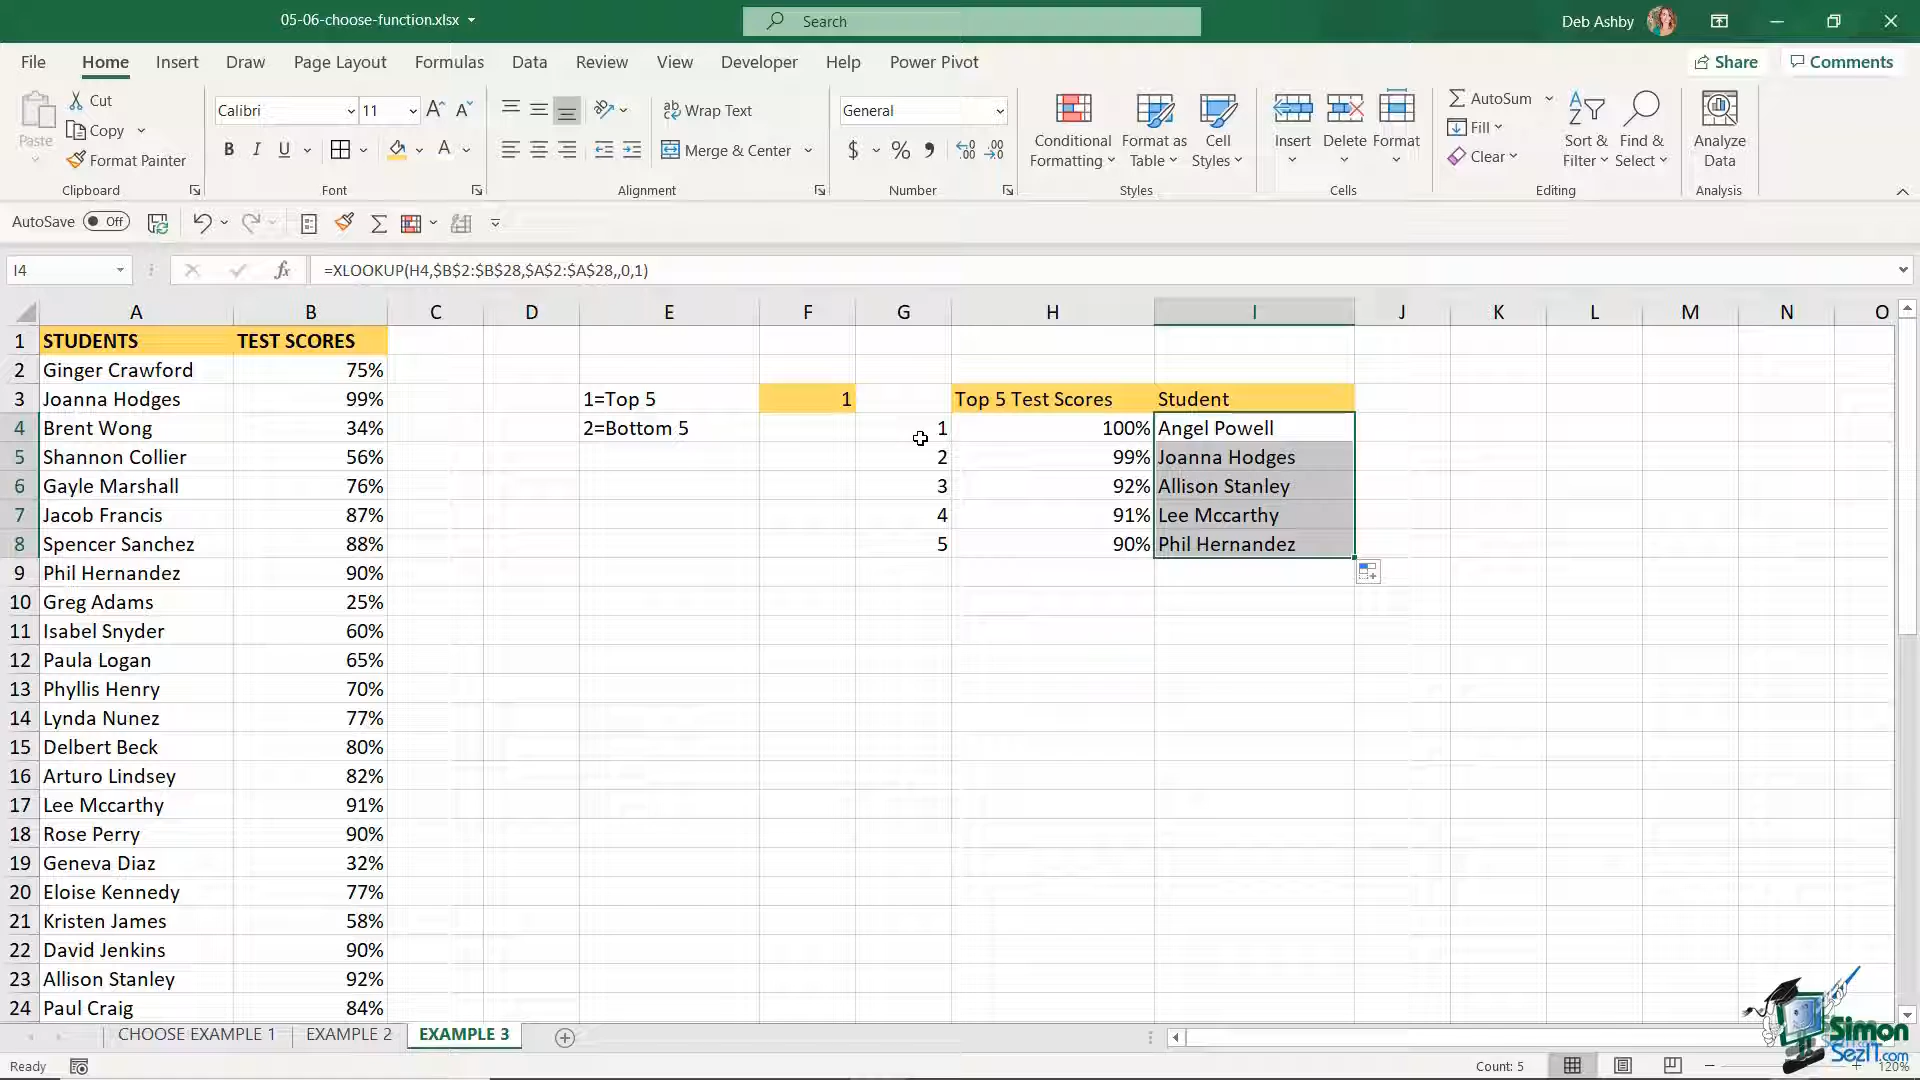 05-06-choose-function.xlsx
Search
Deb Ashby
File Home Insert Draw Page Layout Formulas Data Review View Developer Help Power Pivot
Share Comments
Paste
Cut
Copy
Format Painter
Clipboard
Calibri 11
B I U
Font
Wrap Text
Merge & Center
Alignment
General
$ %
Number
Conditional Formatting
Format as Table
Cell Styles
Styles
Insert Delete Format
Cells
AutoSum
Fill
Clear
Sort & Filter
Find & Select
Editing
Analyze Data
Analysis
AutoSave Off
I4 fx =XLOOKUP(H4,$B$2:$B$28,$A$2:$A$28,,0,1)
A B C D E F G H I J K L M N O
1 STUDENTS TEST SCORES
2 Ginger Crawford 75%
3 Joanna Hodges 99% 1=Top 5 1 Top 5 Test Scores Student
4 Brent Wong 34% 2=Bottom 5 1 100% Angel Powell
5 Shannon Collier 56% 2 99% Joanna Hodges
6 Gayle Marshall 76% 3 92% Allison Stanley
7 Jacob Francis 87% 4 91% Lee Mccarthy
8 Spencer Sanchez 88% 5 90% Phil Hernandez
9 Phil Hernandez 90%
10 Greg Adams 25%
11 Isabel Snyder 60%
12 Paula Logan 65%
13 Phyllis Henry 70%
14 Lynda Nunez 77%
15 Delbert Beck 80%
16 Arturo Lindsey 82%
17 Lee Mccarthy 91%
18 Rose Perry 90%
19 Geneva Diaz 32%
20 Eloise Kennedy 77%
21 Kristen James 58%
22 David Jenkins 90%
23 Allison Stanley 92%
24 Paul Craig 84%
CHOOSE EXAMPLE 1 EXAMPLE 2 EXAMPLE 3
Simon
SezIT.com
Ready Count: 5 120%